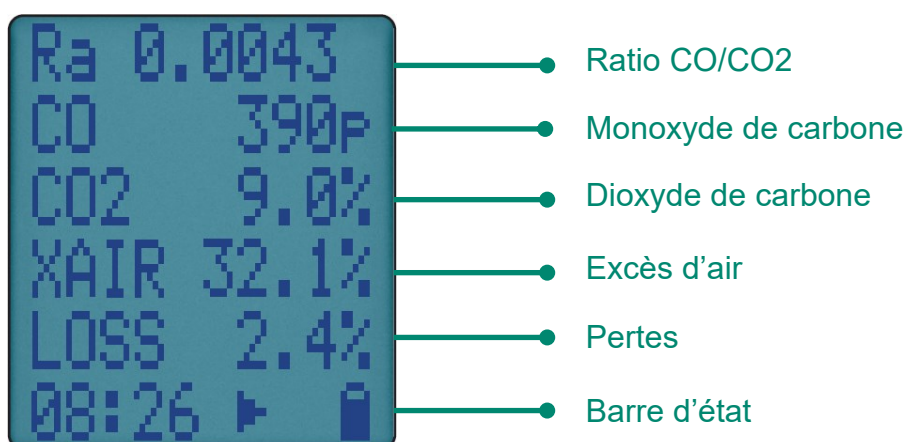 Ra 0.0043 Ratio CO/CO2
CO 390p Monoxyde de carbone
CO2 9.0% Dioxyde de carbone
XAIR 32.1% Excès d’air
LOSS 2.4% Pertes
08:26 Barre d’état